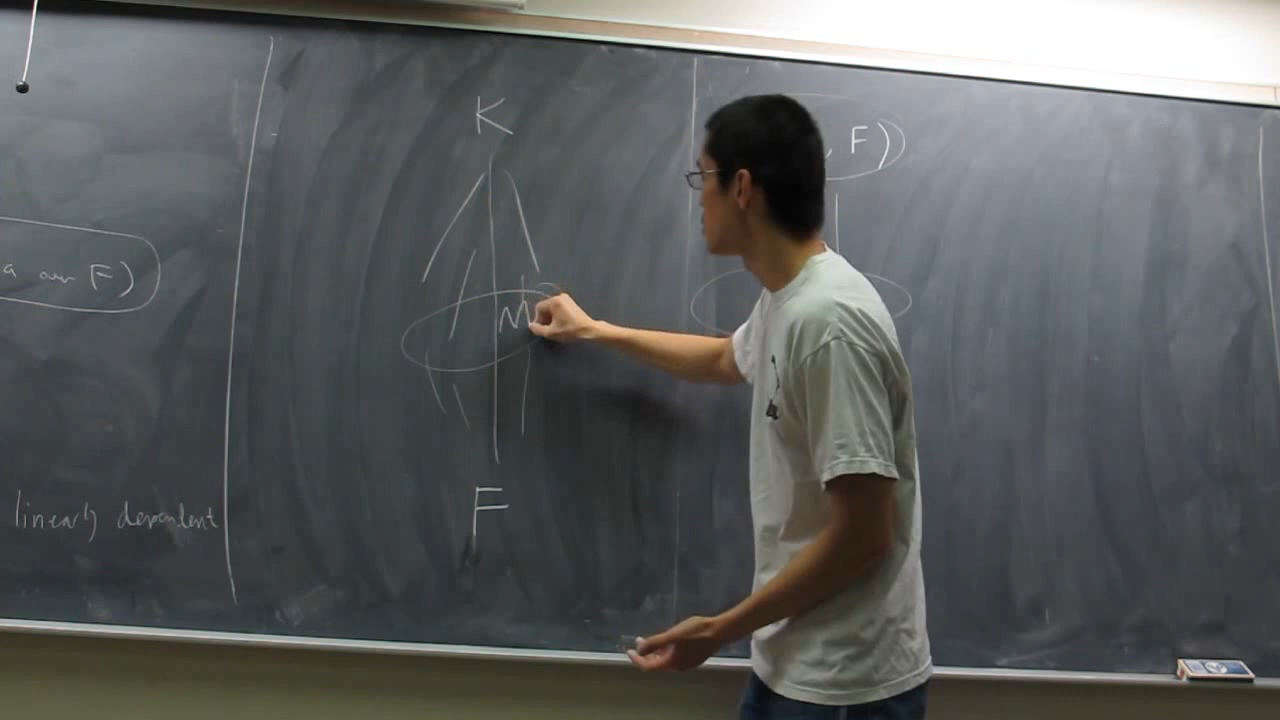 a over F)
linearly dependent
K
M
F
, F)